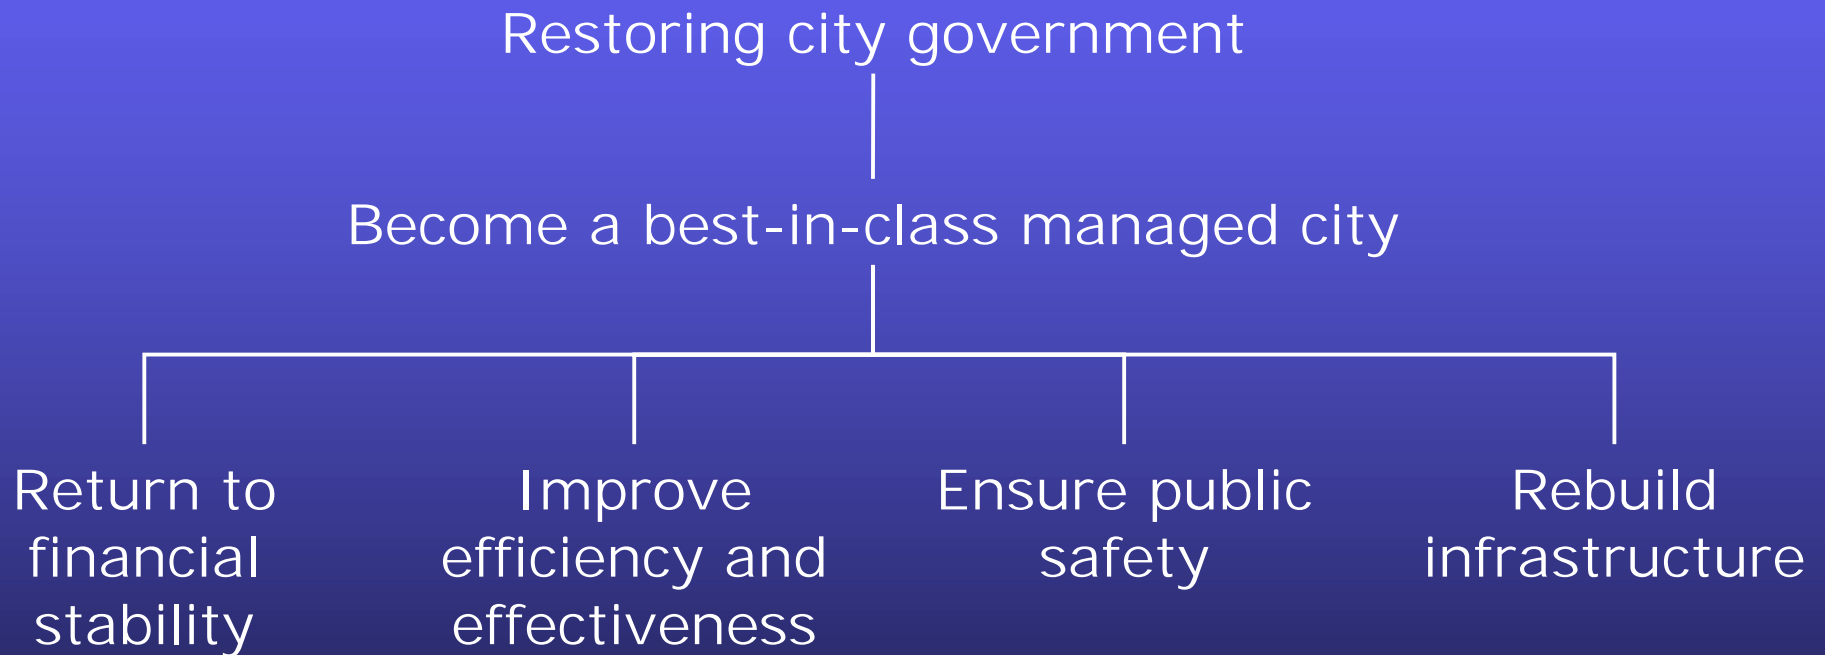 Restoring city government
Become a best-in-class managed city
Return to
financial
stability
Improve
efficiency and
effectiveness
Ensure public
safety
Rebuild
infrastructure